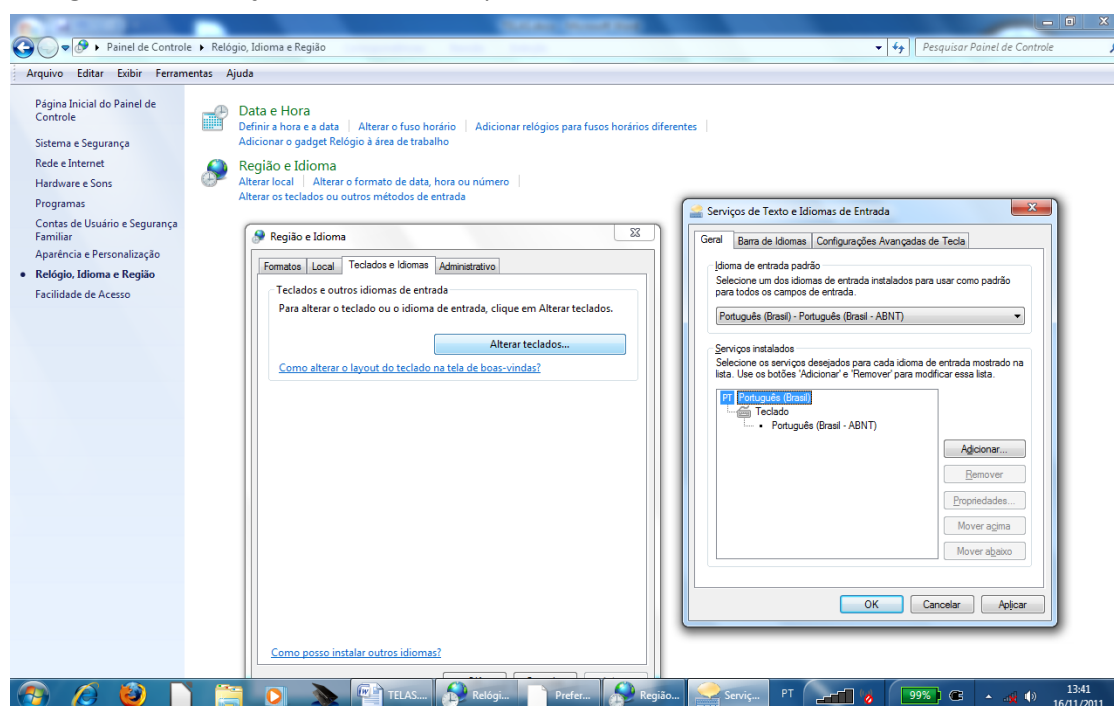 Painel de Controle ▸ Relógio, Idioma e Região
Pesquisar Painel de Controle
Arquivo Editar Exibir Ferramentas Ajuda
Página Inicial do Painel de
Controle
Sistema e Segurança
Rede e Internet
Hardware e Sons
Programas
Contas de Usuário e Segurança
Familiar
Aparência e Personalização
Relógio, Idioma e Região
Facilidade de Acesso
Data e Hora
Definir a hora e a data Alterar o fuso horário Adicionar relógios para fusos horários diferentes
Adicionar o gadget Relógio à área de trabalho
Região e Idioma
Alterar local Alterar o formato de data, hora ou número
Alterar os teclados ou outros métodos de entrada
Região e Idioma
Formatos Local Teclados e Idiomas Administrativo
Teclados e outros idiomas de entrada
Para alterar o teclado ou o idioma de entrada, clique em Alterar teclados.
Alterar teclados...
Como alterar o layout do teclado na tela de boas-vindas?
Como posso instalar outros idiomas?
Serviços de Texto e Idiomas de Entrada
Geral Barra de Idiomas Configurações Avançadas de Tecla
Idioma de entrada padrão
Selecione um dos idiomas de entrada instalados para usar como padrão
para todos os campos de entrada.
Português (Brasil) - Português (Brasil - ABNT)
Serviços instalados
Selecione os serviços desejados para cada idioma de entrada mostrado na
lista. Use os botões 'Adicionar' e 'Remover' para modificar essa lista.
PT Português (Brasil)
Teclado
• Português (Brasil - ABNT)
Adicionar...
Remover
Propriedades...
Mover acima
Mover abaixo
OK Cancelar Aplicar
TELAS.... Relógi... Prefer... Região... Serviç... PT 99% 13:41
16/11/2011